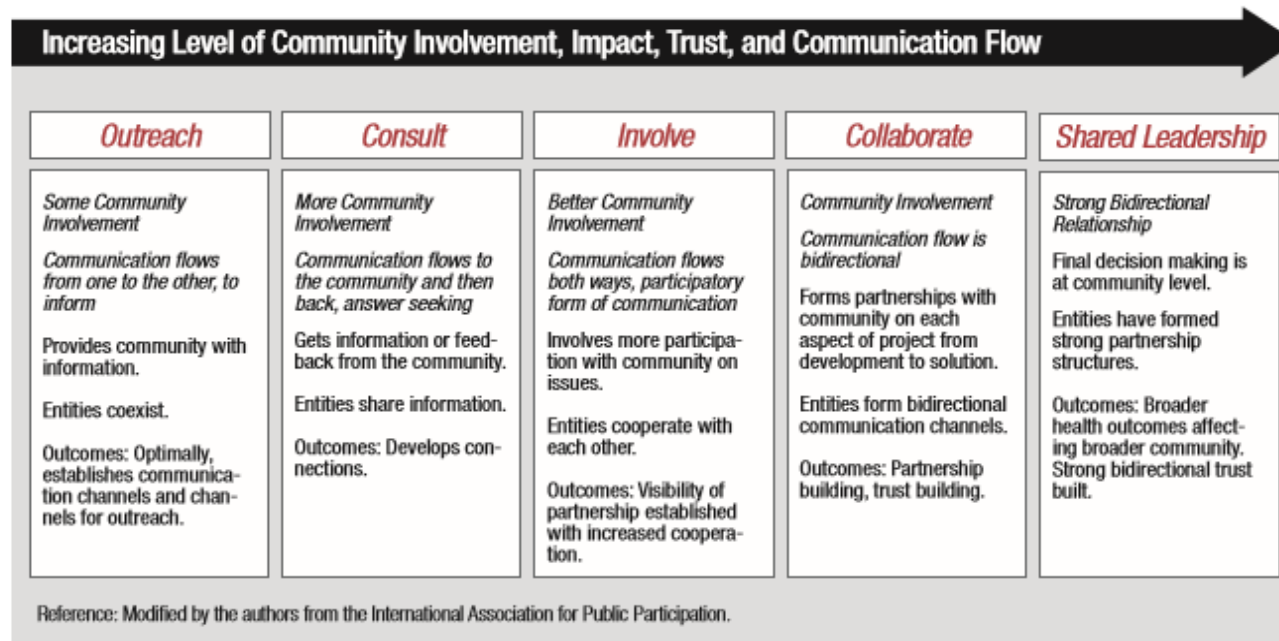 Increasing Level of Community Involvement, Impact, Trust, and Communication Flow
Outreach
Some Community
Involvement
Communication flows
from one to the other, to
inform
Provides community with
information.
Entities coexist.
Outcomes: Optimally,
establishes communica-
tion channels and chan-
nels for outreach.
Consult
More Community
Involvement
Communication flows to
the community and then
back, answer seeking
Gets information or feed-
back from the community.
Entities share information.
Outcomes: Develops con-
nections.
Involve
Better Community
Involvement
Communication flows
both ways, participatory
form of communication
Involves more participa-
tion with community on
issues.
Entities cooperate with
each other.
Outcomes: Visibility of
partnership established
with increased coopera-
tion.
Collaborate
Community Involvement
Communication flow is
bidirectional
Forms partnerships with
community on each
aspect of project from
development to solution.
Entities form bidirectional
communication channels.
Outcomes: Partnership
building, trust building.
Shared Leadership
Strong Bidirectional
Relationship
Final decision making is
at community level.
Entities have formed
strong partnership
structures.
Outcomes: Broader
health outcomes affect-
ing broader community.
Strong bidirectional trust
built.
Reference: Modified by the authors from the International Association for Public Participation.